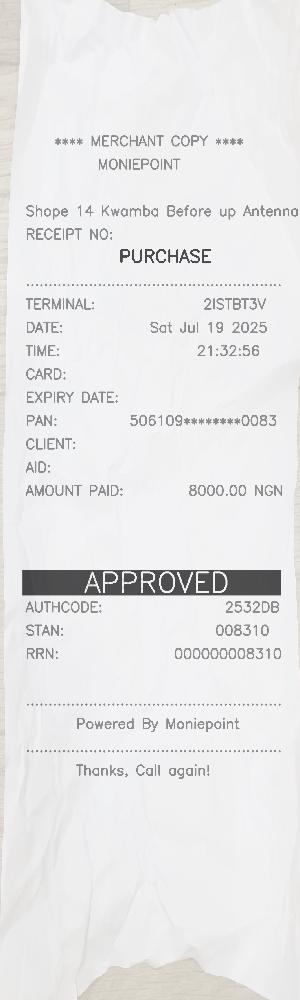 **** MERCHANT COPY ****
MONIEPOINT
Shope 14 Kwamba Before up Antenna
RECEIPT NO:
PURCHASE
TERMINAL: 2ISTBT3V
DATE: Sat Jul 19 2025
TIME: 21:32:56
CARD:
EXPIRY DATE:
PAN: 506109********0083
CLIENT:
AID:
AMOUNT PAID: 8000.00 NGN
APPROVED
AUTHCODE: 2532DB
STAN: 008310
RRN: 000000008310
Powered By Moniepoint
Thanks, Call again!